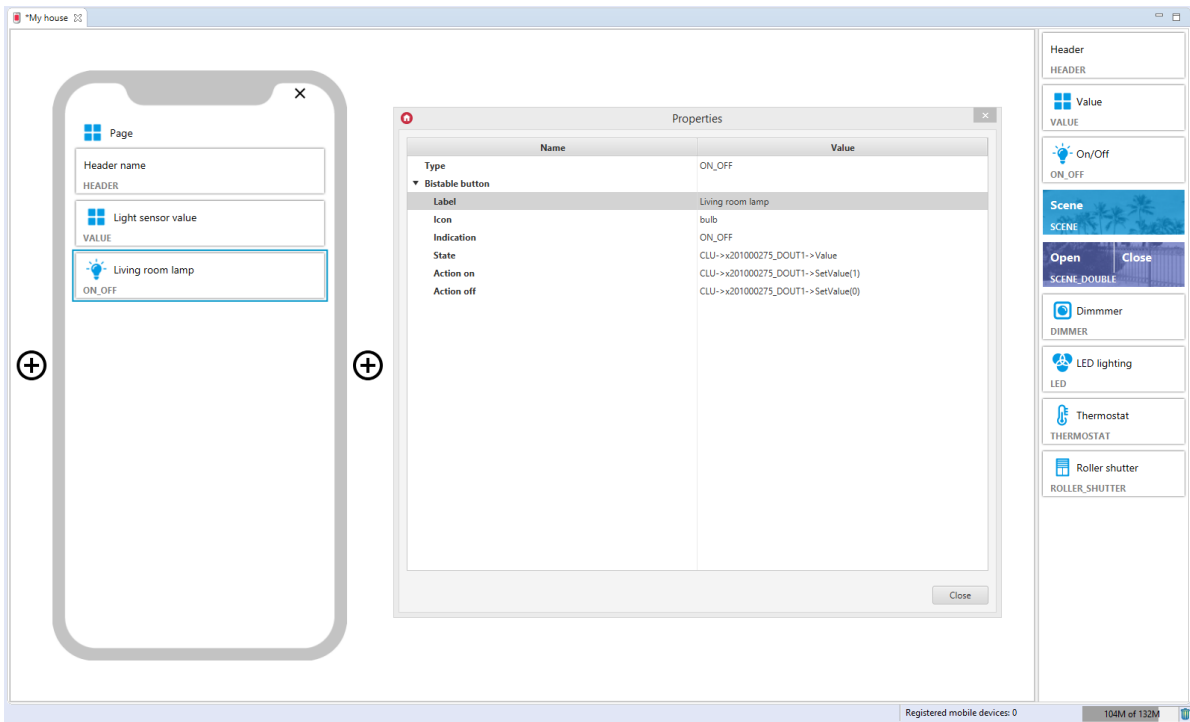 *My house
Page
Header name
HEADER
Light sensor value
VALUE
Living room lamp
ON_OFF
Properties
Name Value
Type ON_OFF
Bistable button
Label Living room lamp
Icon bulb
Indication ON_OFF
State CLU->x201000275_DOUT1->Value
Action on CLU->x201000275_DOUT1->SetValue(1)
Action off CLU->x201000275_DOUT1->SetValue(0)
Close
Header
HEADER
Value
VALUE
On/Off
ON_OFF
Scene
SCENE
Open Close
SCENE_DOUBLE
Dimmmer
DIMMER
LED lighting
LED
Thermostat
THERMOSTAT
Roller shutter
ROLLER_SHUTTER
Registered mobile devices: 0 104M of 132M